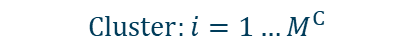 Cluster: i = 1 … M^C